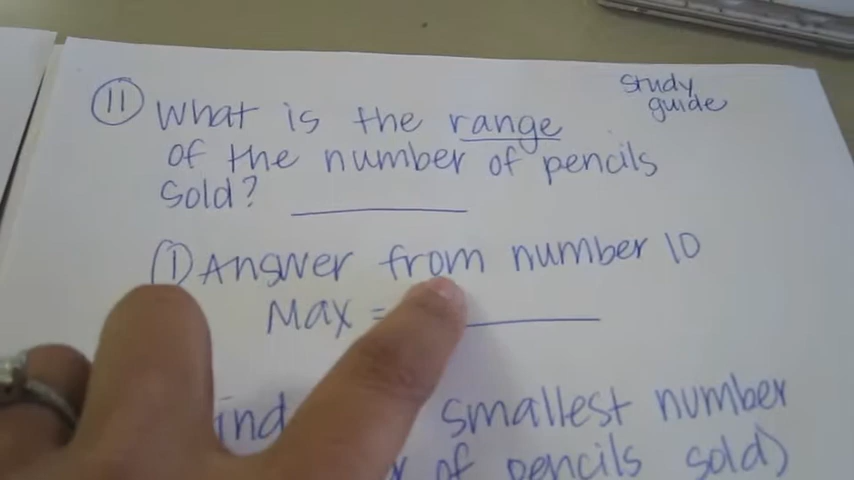 Study
guide
11 What is the range
of the number of pencils
sold?
1 Answer from number 10
Max =
ind smallest number
of pencils sold)